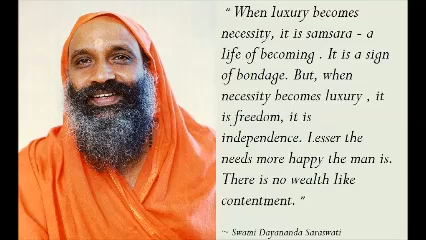 “ When luxury becomes
necessity, it is samsara - a
life of becoming . It is a sign
of bondage. But, when
necessity becomes luxury , it
is freedom, it is
independence. Lesser the
needs more happy the man is.
There is no wealth like
contentment. ”
~ Swami Dayananda Saraswati